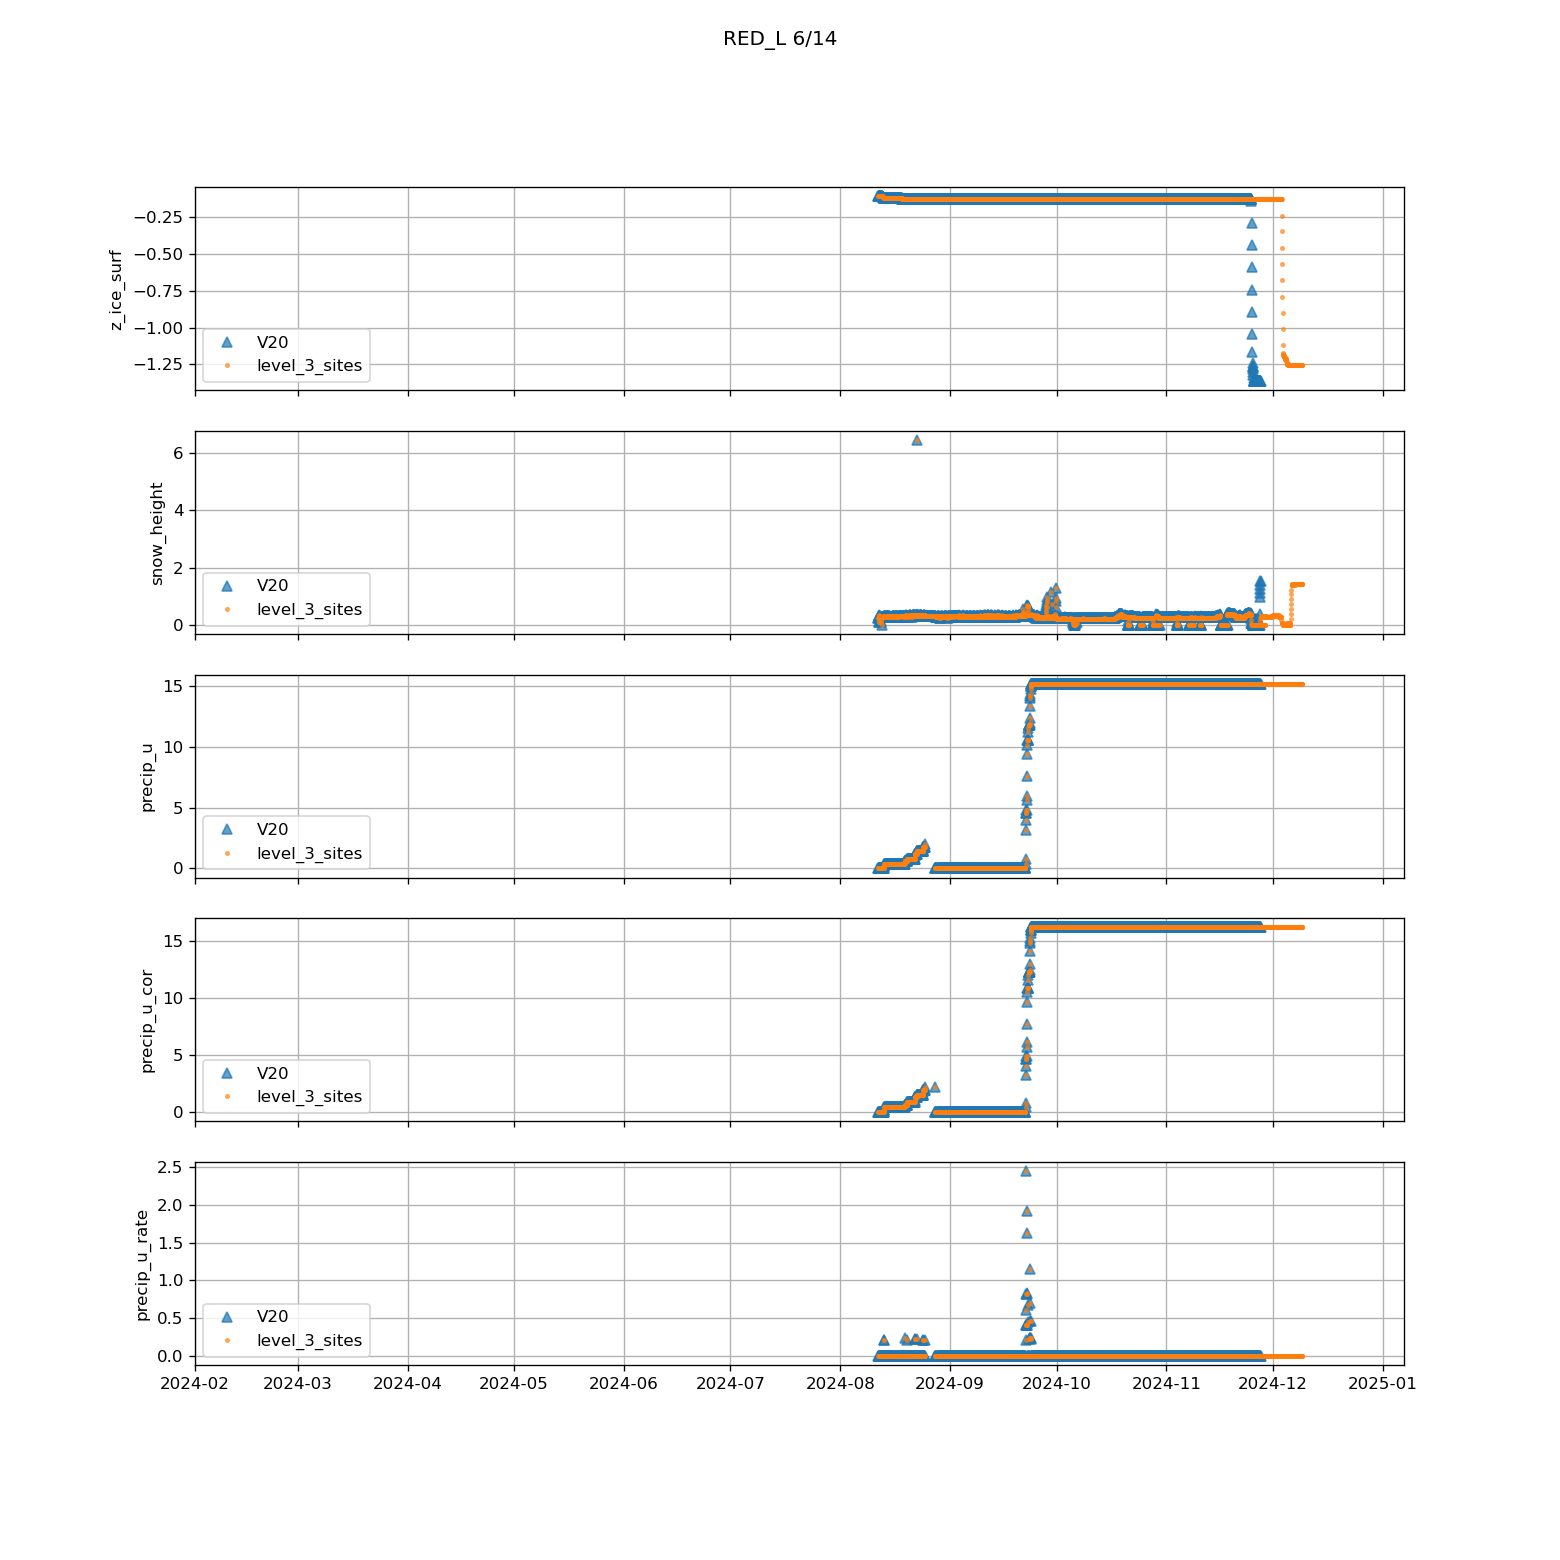 RED_L 6/14
z_ice_surf
−0.25
−0.50
−0.75
−1.00
−1.25
V20
level_3_sites
snow_height
6
4
2
0
V20
level_3_sites
precip_u
15
10
5
0
V20
level_3_sites
precip_u_cor
15
10
5
0
V20
level_3_sites
precip_u_rate
2.5
2.0
1.5
1.0
0.5
0.0
V20
level_3_sites
2024-02 2024-03 2024-04 2024-05 2024-06 2024-07 2024-08 2024-09 2024-10 2024-11 2024-12 2025-01